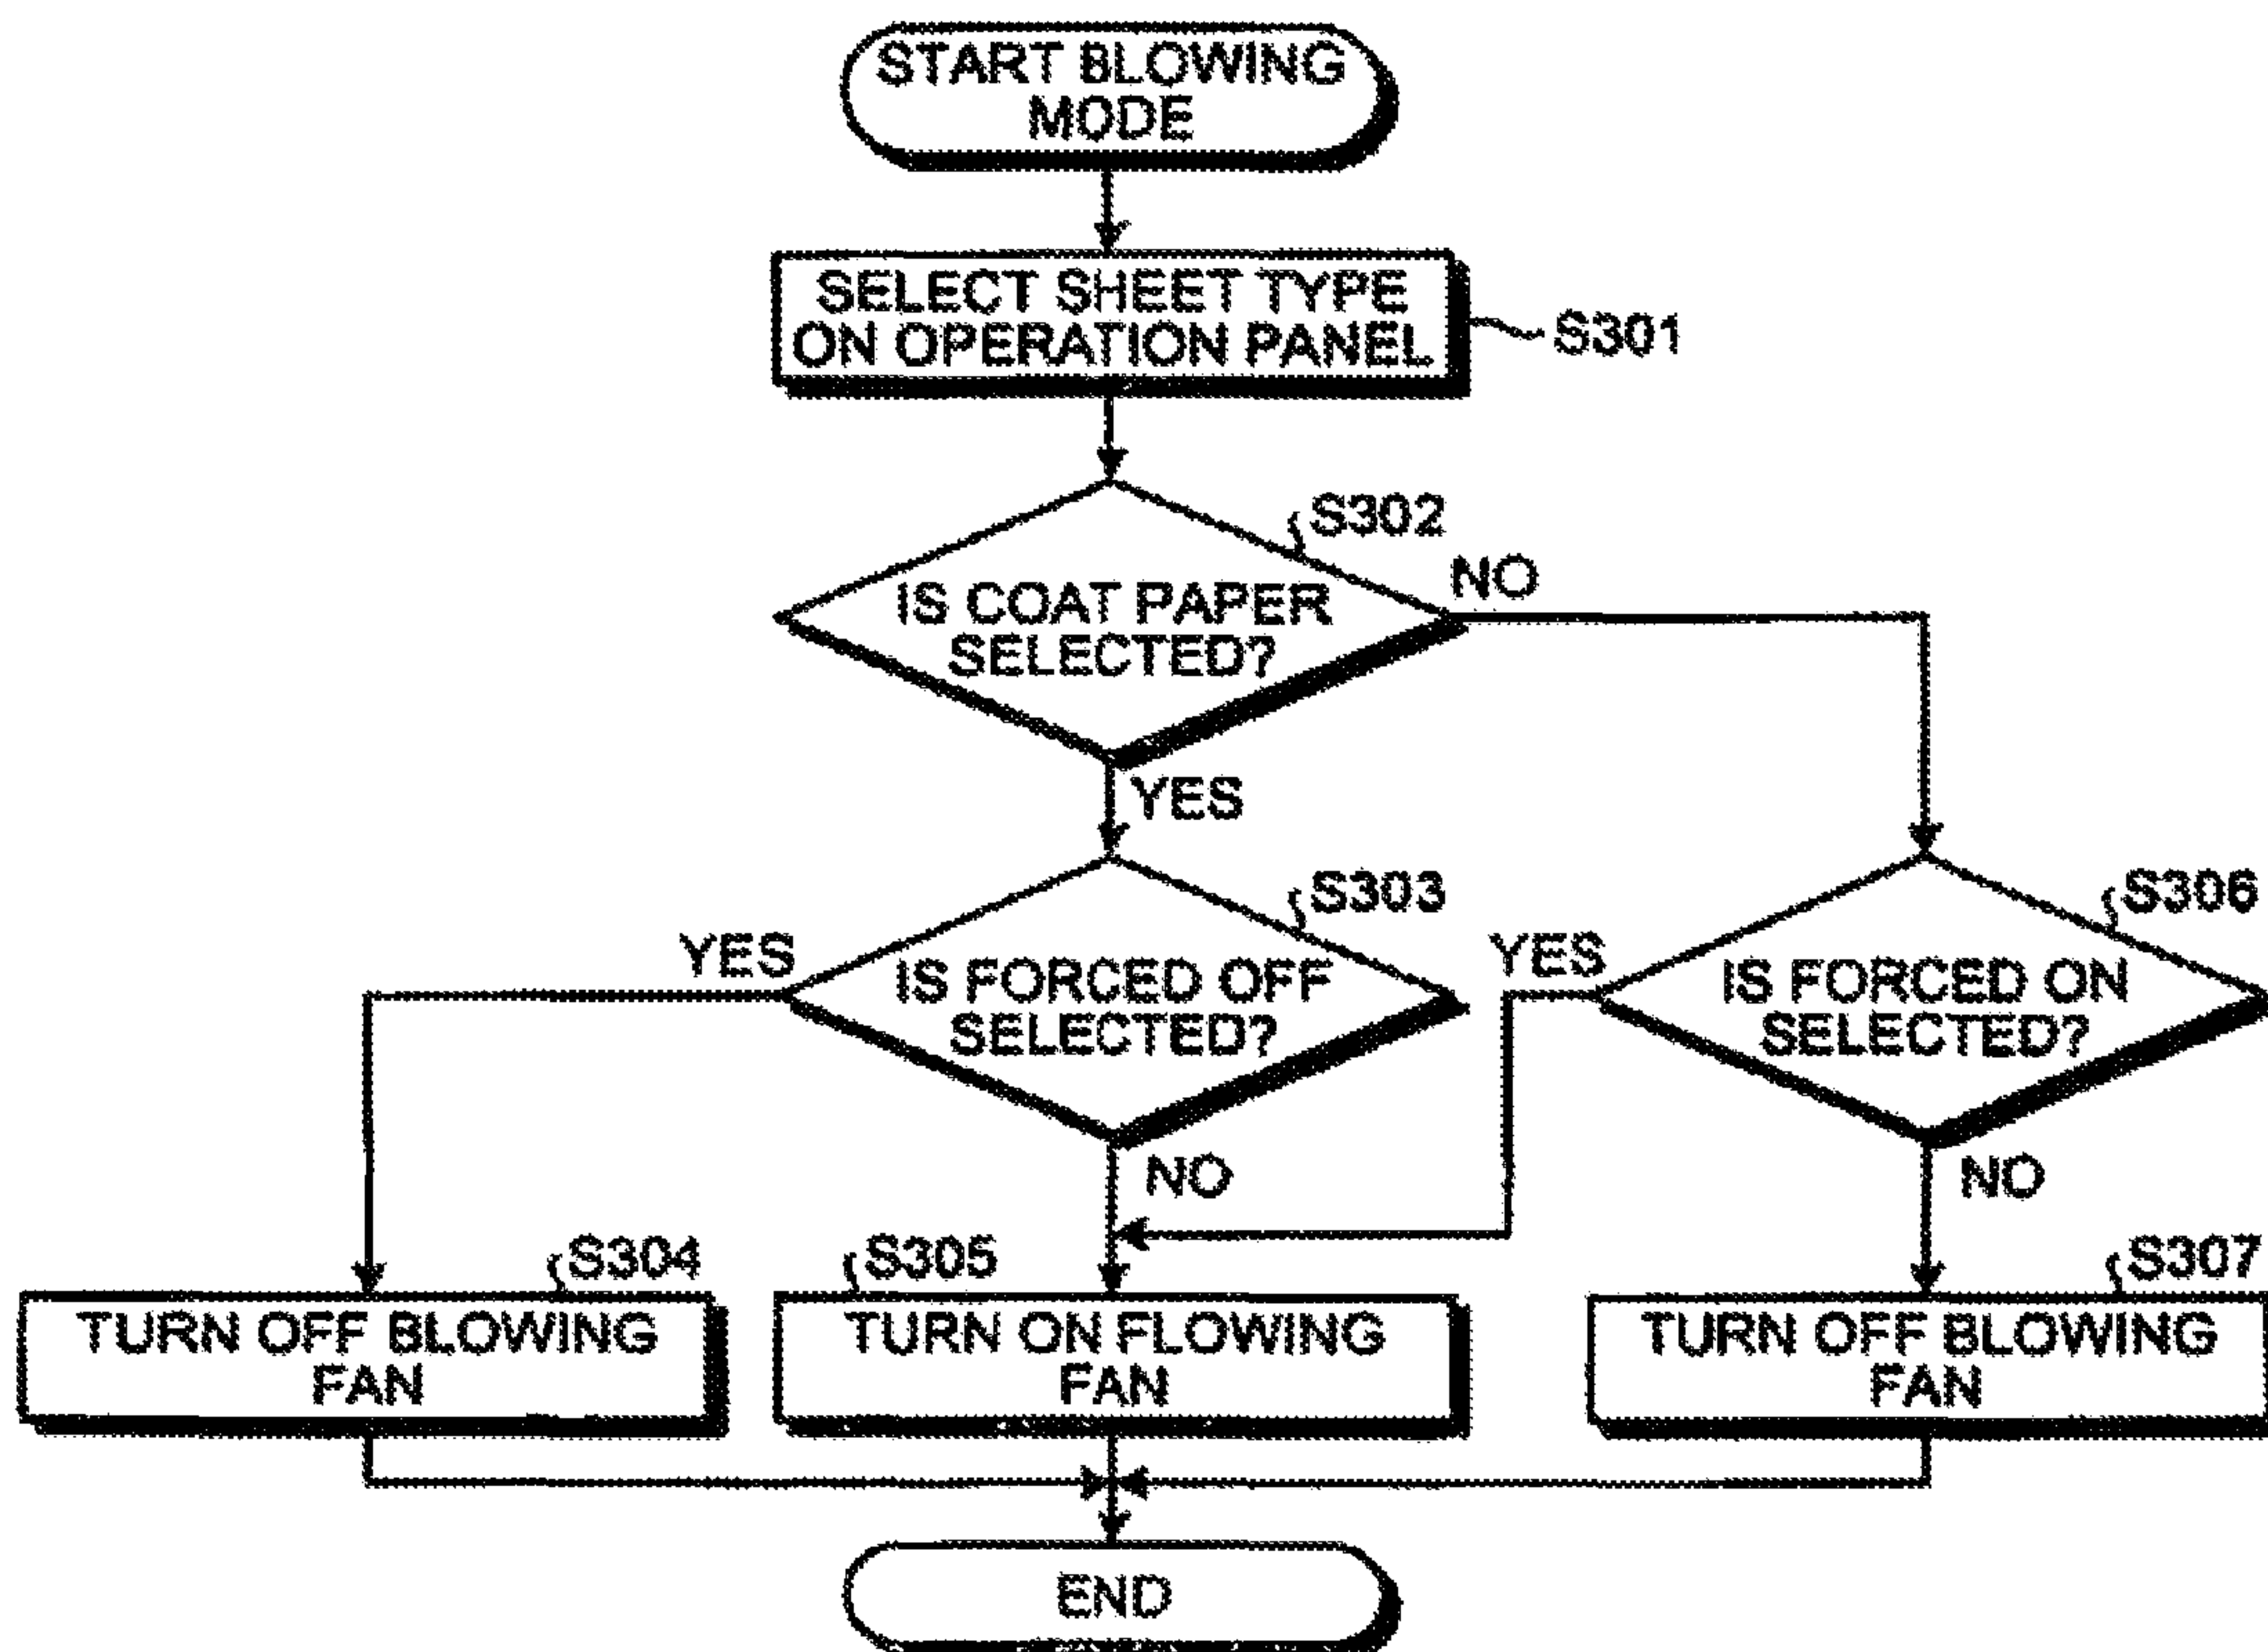 START BLOWING
MODE
SELECT SHEET TYPE
ON OPERATION PANEL
S301
S302
IS COAT PAPER
SELECTED?
NO
YES
S303
IS FORCED OFF
SELECTED?
YES
NO
S306
IS FORCED ON
SELECTED?
YES
NO
S304
TURN OFF BLOWING
FAN
S305
TURN ON FLOWING
FAN
S307
TURN OFF BLOWING
FAN
END